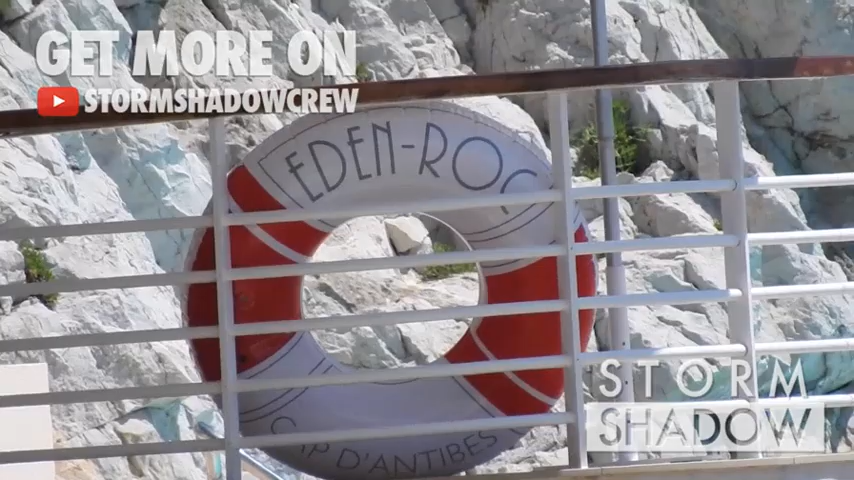 GET MORE ON
STORMSHADOWCREW
EDEN-ROC
CAP D'ANTIBES
STORM
SHADOW